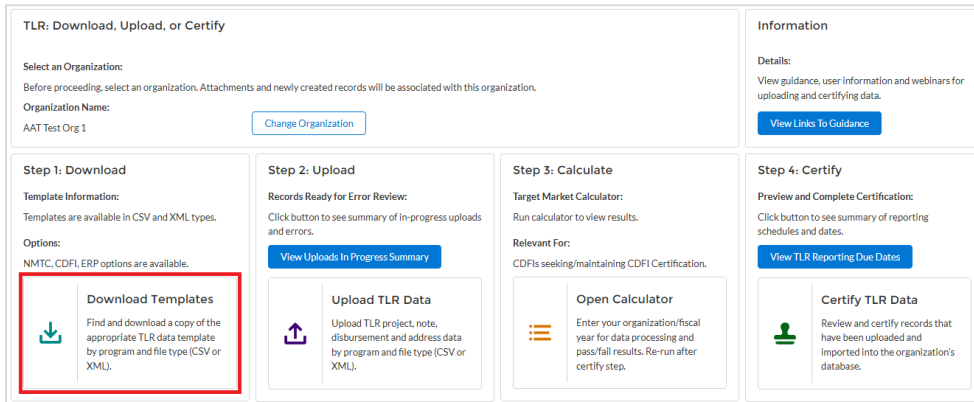 TLR: Download, Upload, or Certify
Select an Organization:
Before proceeding, select an organization. Attachments and newly created records will be associated with this organization.
Organization Name:
AAT Test Org 1
Change Organization
Information
Details:
View guidance, user information and webinars for
uploading and certifying data.
View Links To Guidance
Step 1: Download
Template Information:
Templates are available in CSV and XML types.
Options:
NMTC, CDFI, ERP options are available.
Download Templates
Find and download a copy of the
appropriate TLR data template
by program and file type (CSV or
XML).
Step 2: Upload
Records Ready for Error Review:
Click button to see summary of in-progress uploads
and errors.
View Uploads In Progress Summary
Upload TLR Data
Upload TLR project, note,
disbursement and address data
by program and file type (CSV or
XML).
Step 3: Calculate
Target Market Calculator:
Run calculator to view results.
Relevant For:
CDFIs seeking/maintaining CDFI Certification.
Open Calculator
Enter your organization/fiscal
year for data processing and
pass/fail results. Re-run after
certify step.
Step 4: Certify
Preview and Complete Certification:
Click button to see summary of reporting
schedules and dates.
View TLR Reporting Due Dates
Certify TLR Data
Review and certify records that
have been uploaded and
imported into the organization's
database.